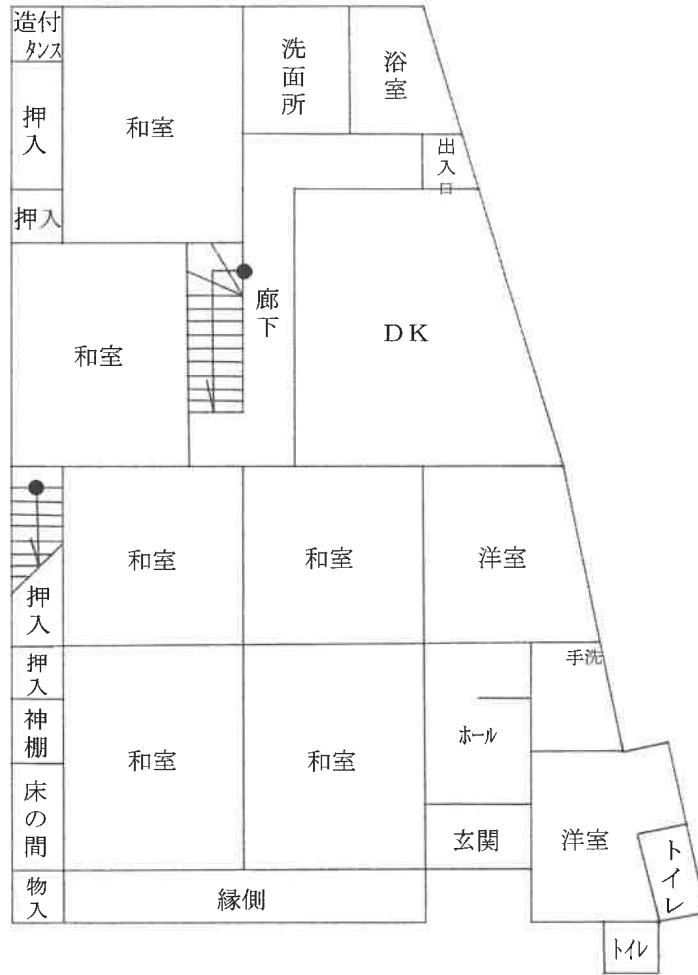 造付
タンス
洗面所
浴室
押入
和室
出入口
押入
廊下
DK
和室
和室
和室
洋室
押入
手洗
押入
神棚
和室
和室
ホール
床の間
玄関
洋室
トイレ
物入
縁側
トイレ